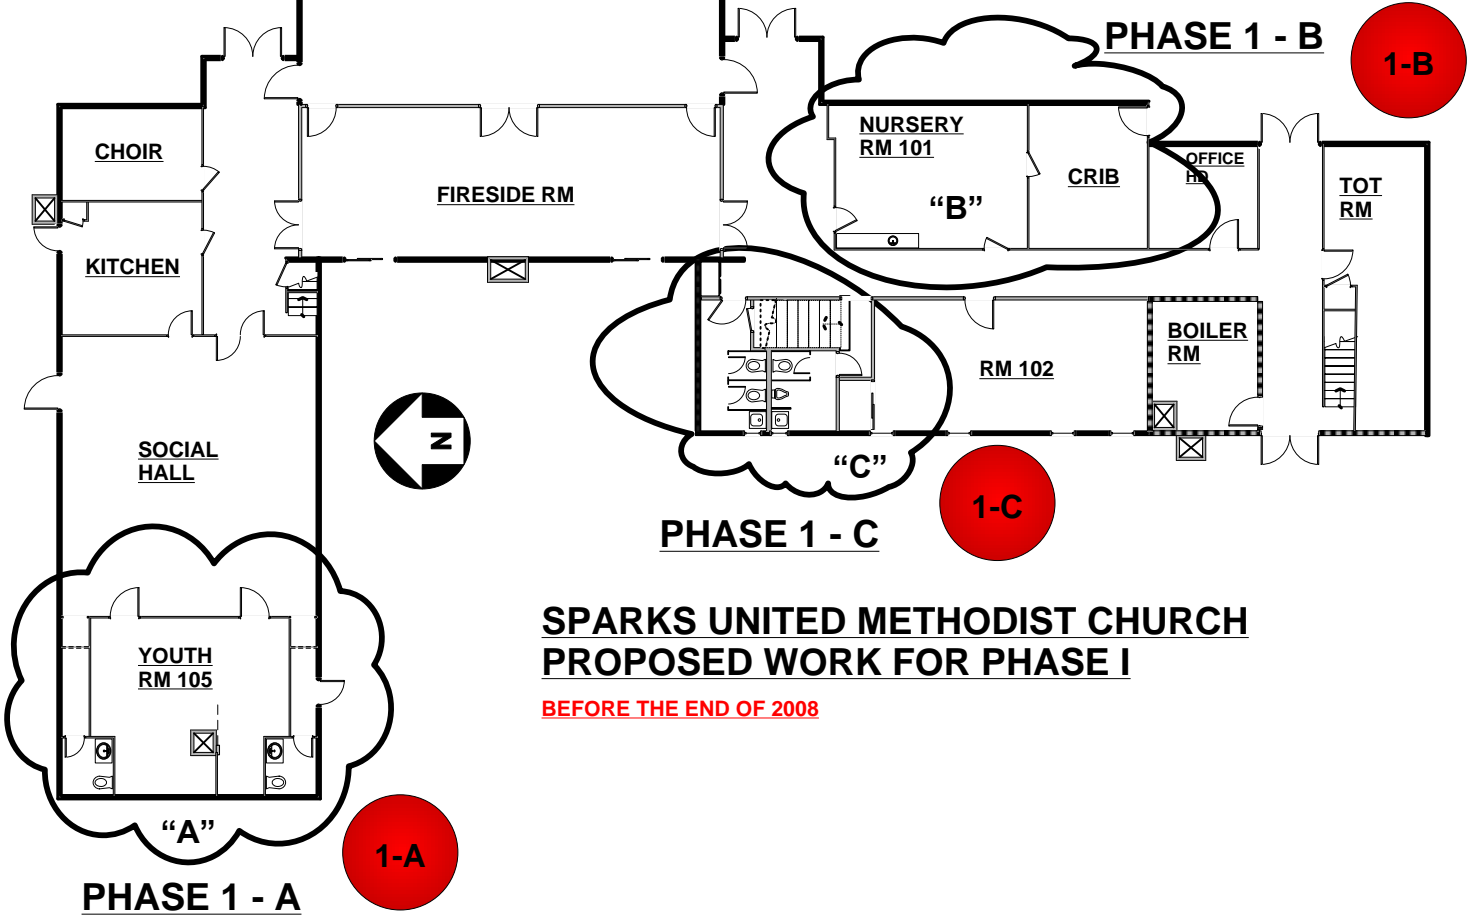 PHASE 1 - B
1-B
CHOIR
FIRESIDE RM
NURSERY
RM 101
CRIB
"B"
OFFICE
HD
TOT
RM
KITCHEN
BOILER
RM
RM 102
SOCIAL
HALL
N
"C"
1-C
PHASE 1 - C
SPARKS UNITED METHODIST CHURCH
PROPOSED WORK FOR PHASE I
BEFORE THE END OF 2008
YOUTH
RM 105
"A"
1-A
PHASE 1 - A